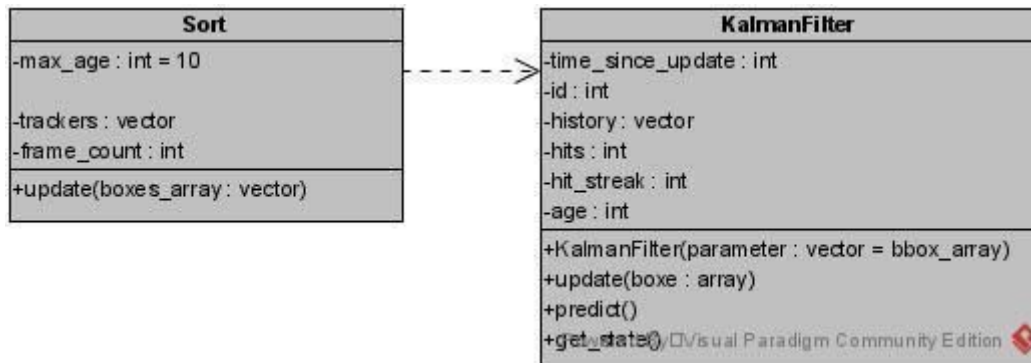 Sort
-max_age : int = 10
-trackers : vector
-frame_count : int
+update(boxes_array : vector)
KalmanFilter
-time_since_update : int
-id : int
-history : vector
-hits : int
-hit_streak : int
-age : int
+KalmanFilter(parameter : vector = bbox_array)
+update(boxe : array)
+predict()
+get_state()
Visual Paradigm Community Edition